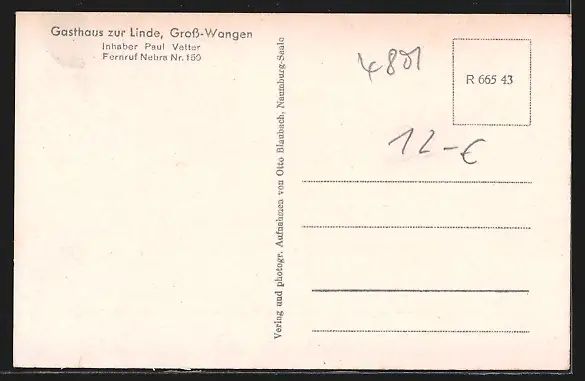 Gasthaus zur Linde, Groß-Wangen
Inhaber Paul Vetter
Fernruf Nebra Nr. 150
Verlag und photogr. Aufnahmen von Otto Blaubach, Naumburg-Saale
4801
R 665 43
12-€